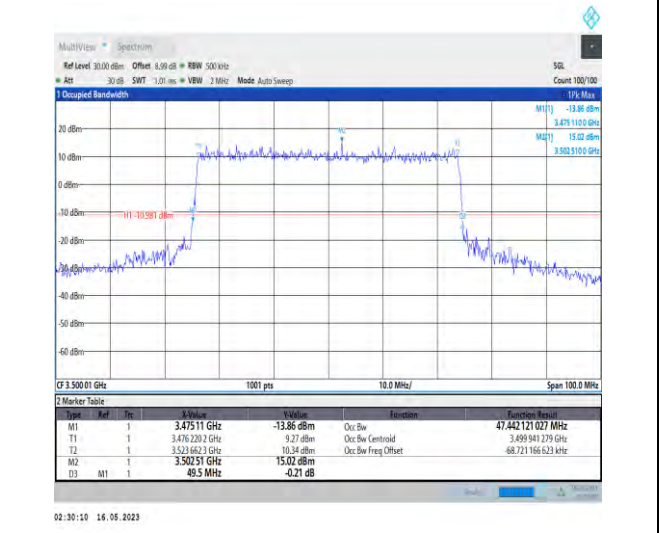 MultiView Spectrum
Ref Level 30.00 dBm Offset 8.99 dB RBW 500 kHz SGL
Att 30 dB SWT 1.01 ms VBW 2 MHz Mode Auto Sweep Count 100/100
1 Occupied Bandwidth 1Pk Max
M1[1] -13.86 dBm
3.475 110 0 GHz
20 dBm M2[1] 15.02 dBm
3.502 510 0 GHz
10 dBm
0 dBm
-10 dBm H1 -10.981 dBm
-20 dBm
-30 dBm
-40 dBm
-50 dBm
-60 dBm
CF 3.500 01 GHz 1001 pts 10.0 MHz/ Span 100.0 MHz
2 Marker Table
Type Ref Trc X-Value Y-Value Function Function Result
M1 1 3.475 11 GHz -13.86 dBm Occ Bw 47.442 121 027 MHz
T1 1 3.476 220 2 GHz 9.27 dBm Occ Bw Centroid 3.499 941 279 GHz
T2 1 3.523 662 3 GHz 10.34 dBm Occ Bw Freq Offset -68.721 166 623 kHz
M2 1 3.502 51 GHz 15.02 dBm
D3 M1 1 49.5 MHz -0.21 dB
02:30:10 16.05.2023